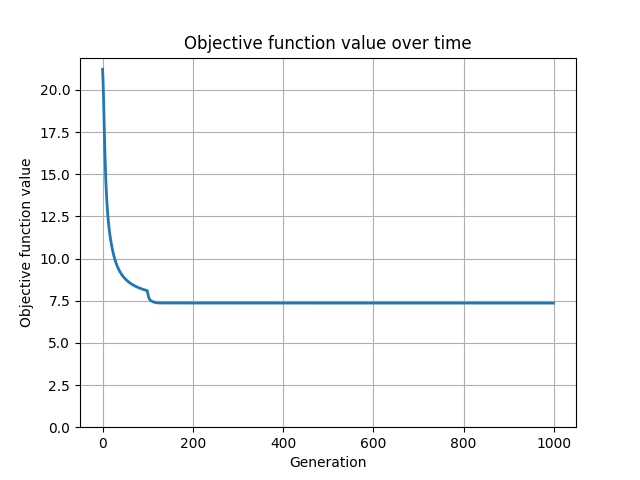 Objective function value over time
Objective function value
20.0
17.5
15.0
12.5
10.0
7.5
5.0
2.5
0.0
0 200 400 600 800 1000
Generation